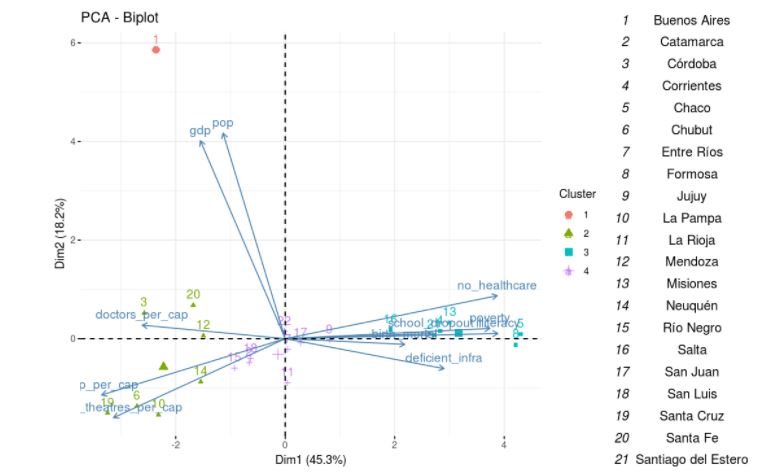 PCA - Biplot
6
4
2
0
Dim2 (18.2%)
1
gdp
pop
20
3
doctors_per_cap
12
14
6
10
19
p_per_cap
_theatres_per_cap
15
17
9
16
13
no_healthcare
poverty
school_dropout
illiteracy
5
deficient_infra
-2
0
2
4
Dim1 (45.3%)
Cluster
1
2
3
4
1 Buenos Aires
2 Catamarca
3 Córdoba
4 Corrientes
5 Chaco
6 Chubut
7 Entre Ríos
8 Formosa
9 Jujuy
10 La Pampa
11 La Rioja
12 Mendoza
13 Misiones
14 Neuquén
15 Río Negro
16 Salta
17 San Juan
18 San Luis
19 Santa Cruz
20 Santa Fe
21 Santiago del Estero